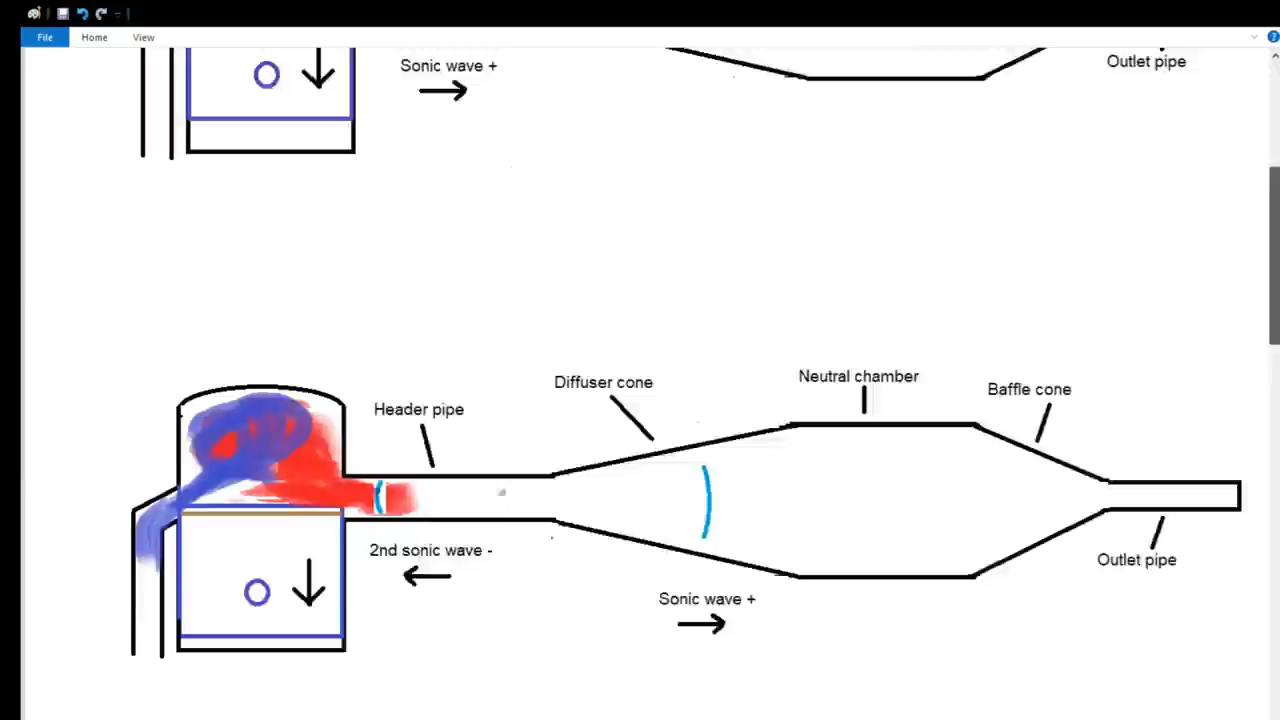 File Home View
Sonic wave +
Outlet pipe
Neutral chamber
Diffuser cone
Baffle cone
Header pipe
2nd sonic wave -
Outlet pipe
Sonic wave +